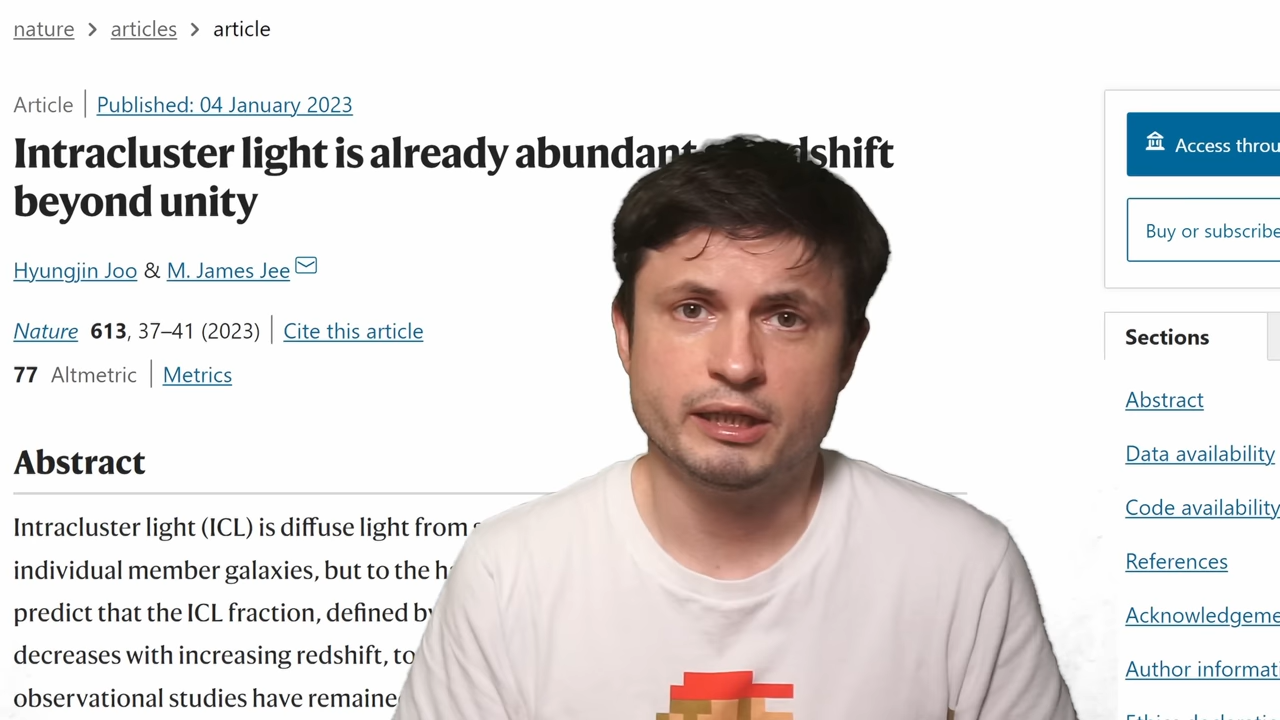 nature > articles > article
Article | Published: 04 January 2023
Intracluster light is already abundant redshift
beyond unity
Hyungjin Joo & M. James Jee
Nature 613, 37–41 (2023) | Cite this article
77 Altmetric | Metrics
Abstract
Intracluster light (ICL) is diffuse light from
individual member galaxies, but to the
predict that the ICL fraction, defined by
decreases with increasing redshift, to
observational studies have remained
Access
Buy or subscribe
Sections
Abstract
Data availability
Code availability
References
Acknowledgeme
Author informati